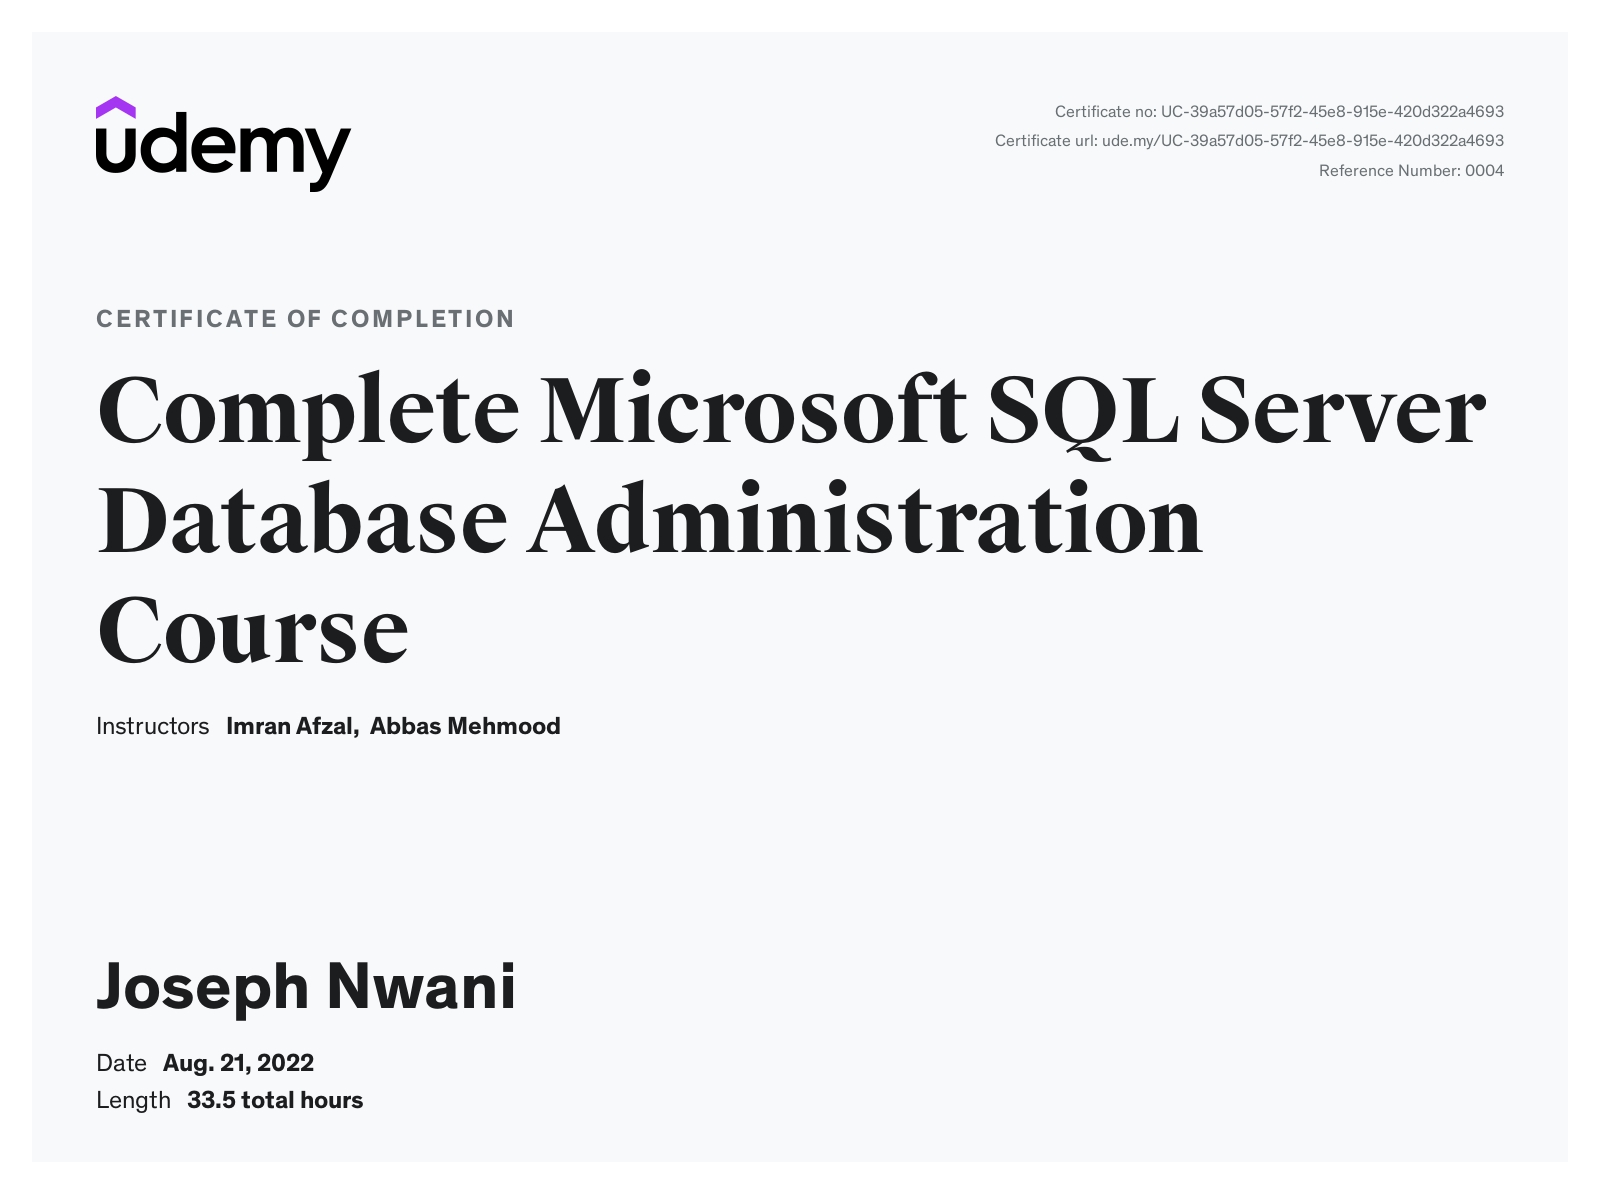 udemy
Certificate no: UC-39a57d05-57f2-45e8-915e-420d322a4693
Certificate url: ude.my/UC-39a57d05-57f2-45e8-915e-420d322a4693
Reference Number: 0004
CERTIFICATE OF COMPLETION
Complete Microsoft SQL Server
Database Administration
Course
Instructors Imran Afzal, Abbas Mehmood
Joseph Nwani
Date Aug. 21, 2022
Length 33.5 total hours